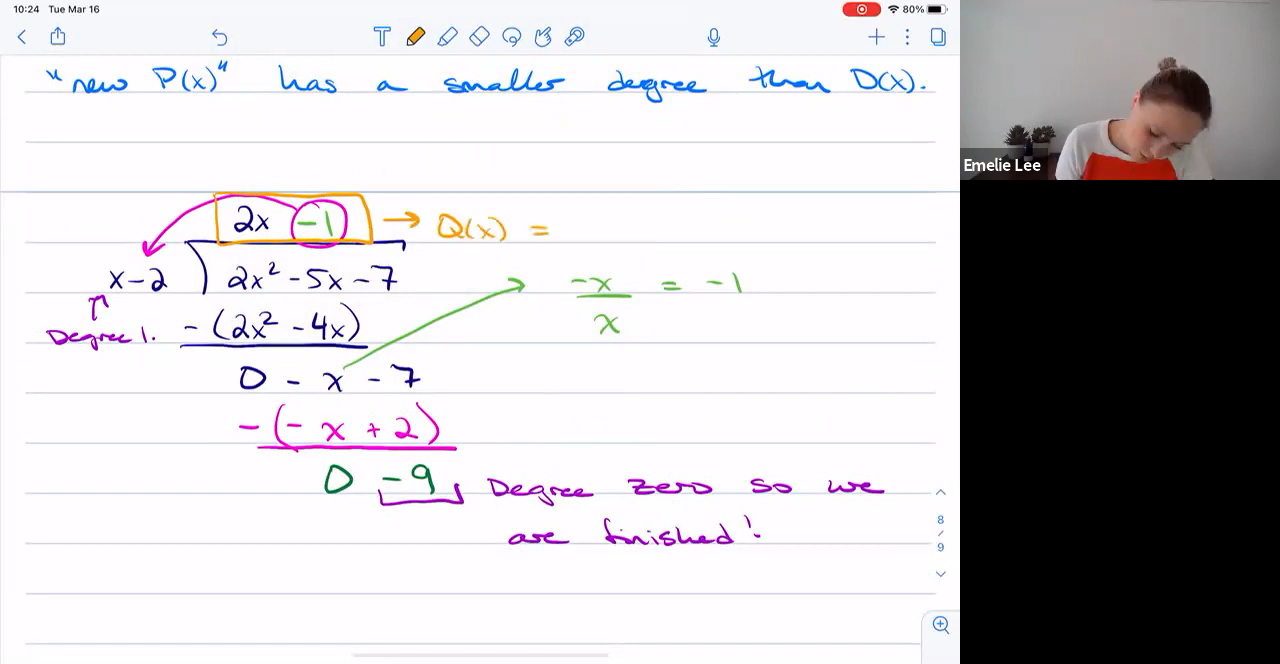 10:24 Tue Mar 16
80%
"new P(x)" has a smaller degree than D(x).
Emelie Lee
2x -1 → Q(x) =
x-2 ) 2x² - 5x - 7
-x/x = -1
Degree 1.
- (2x² - 4x)
0 - x - 7
-(- x + 2)
0 -9 Degree zero so we
are finished!
8
/
9